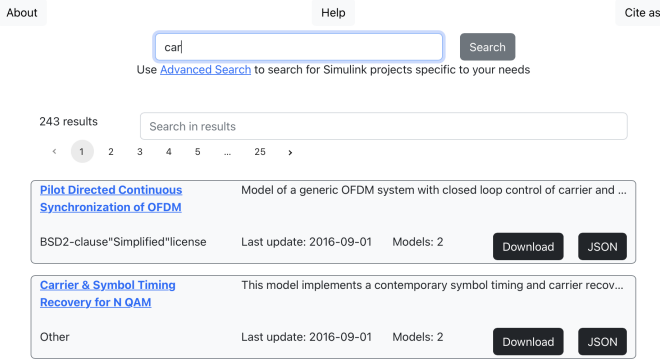 About Help Cite as
car
Search
Use Advanced Search to search for Simulink projects specific to your needs
243 results
Search in results
‹ 1 2 3 4 5 ... 25 ›
Pilot Directed Continuous
Synchronization of OFDM
Model of a generic OFDM system with closed loop control of carrier and ...
BSD2-clause"Simplified"license Last update: 2016-09-01 Models: 2 Download JSON
Carrier & Symbol Timing
Recovery for N QAM
This model implements a contemporary symbol timing and carrier recov...
Other Last update: 2016-09-01 Models: 2 Download JSON